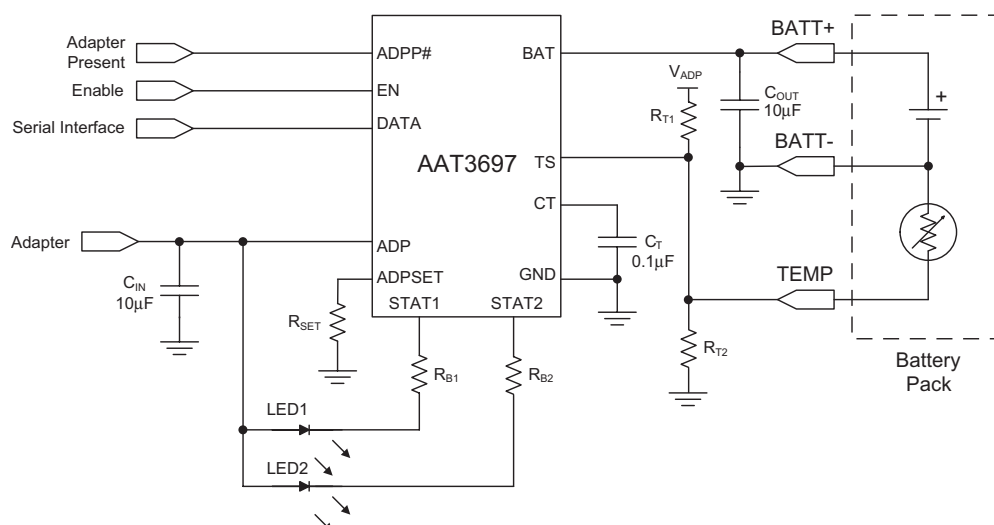 Adapter
Present
ADPP#
BAT
BATT+
Enable
EN
V_ADP
R_T1
C_OUT
10μF
+
Serial Interface
DATA
BATT-
AAT3697
TS
CT
C_T
0.1μF
Adapter
ADP
C_IN
10μF
ADPSET
GND
TEMP
STAT1
STAT2
R_SET
R_B1
R_B2
R_T2
Battery
Pack
LED1
LED2